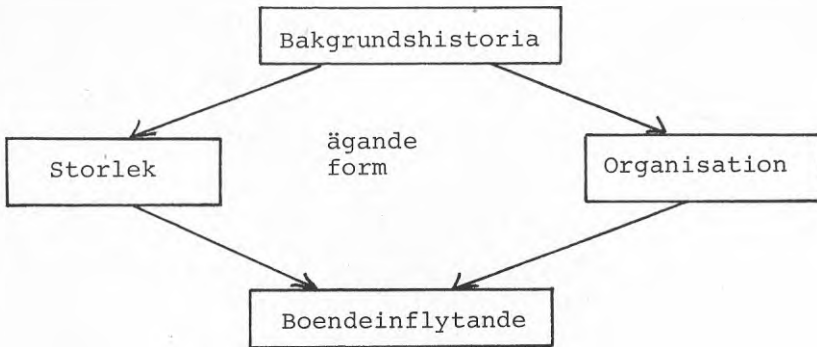 Bakgrundshistoria
ägande
form
Storlek
Organisation
Boendeinflytande